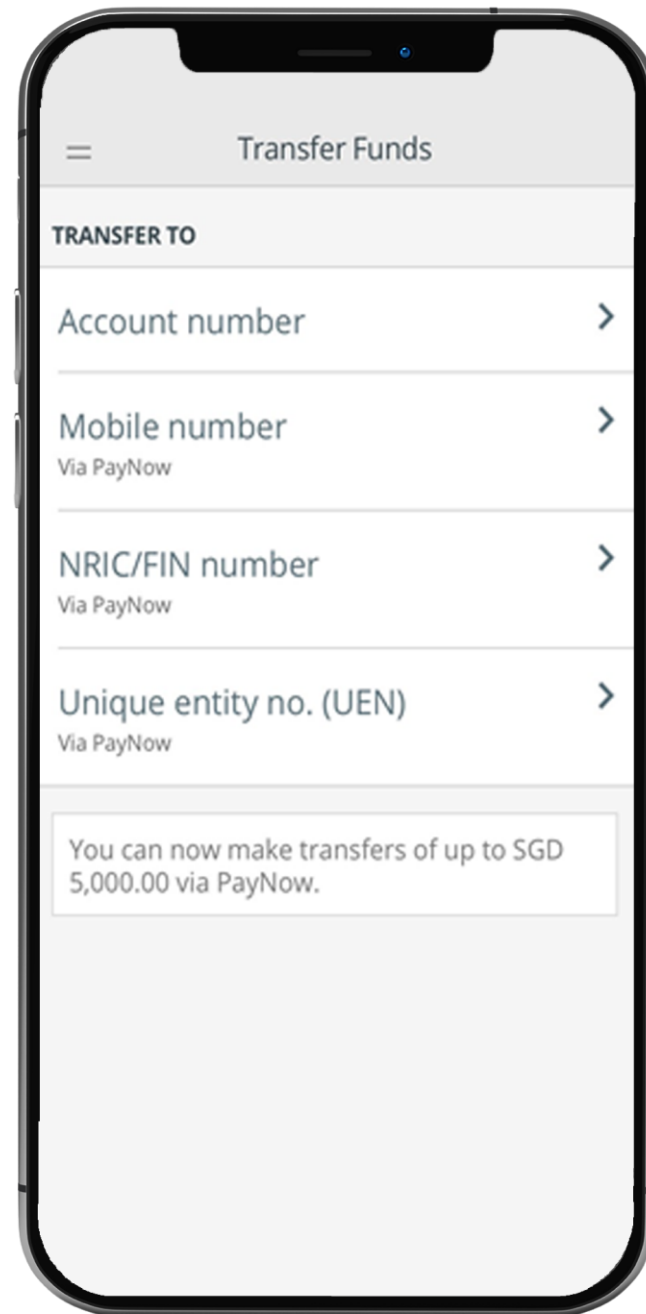 Transfer Funds
TRANSFER TO
Account number
Mobile number
Via PayNow
NRIC/FIN number
Via PayNow
Unique entity no. (UEN)
Via PayNow
You can now make transfers of up to SGD
5,000.00 via PayNow.